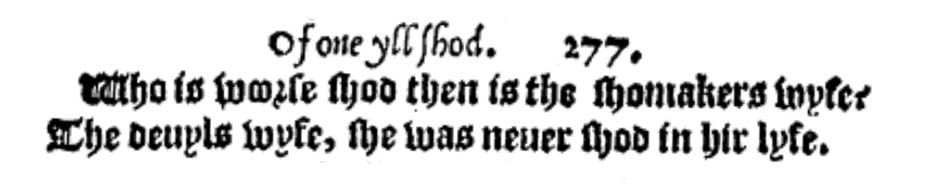 Of one yll ſhod. 277.
Who is worſe ſhod then is the ſhomakers wyfe?
The deuyls wyfe, ſhe was neuer ſhod in hir lyfe.